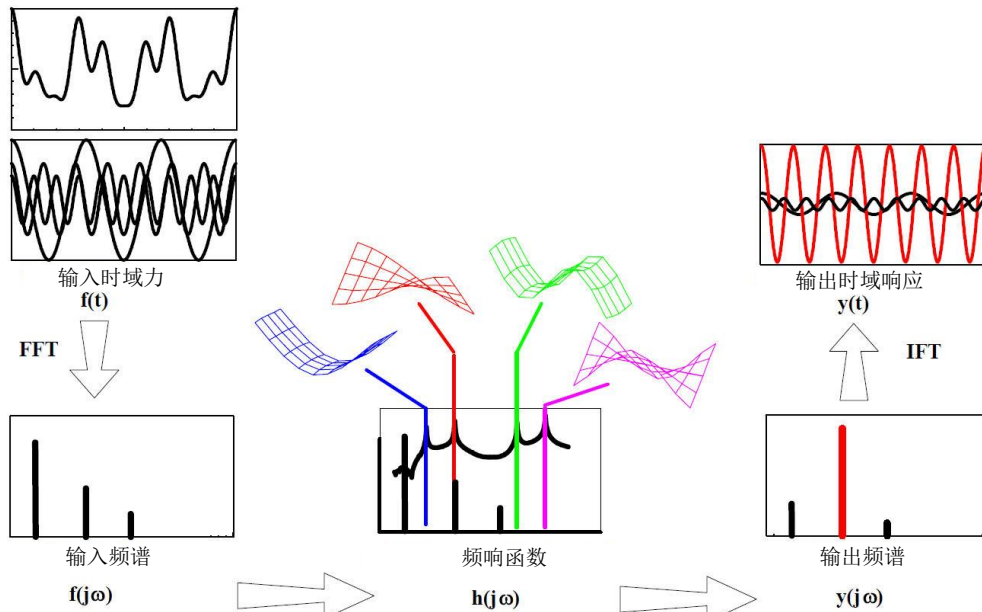 输入时域力
f(t)
FFT
输出时域响应
y(t)
IFT
输入频谱
f(jω)
频响函数
h(jω)
输出频谱
y(jω)